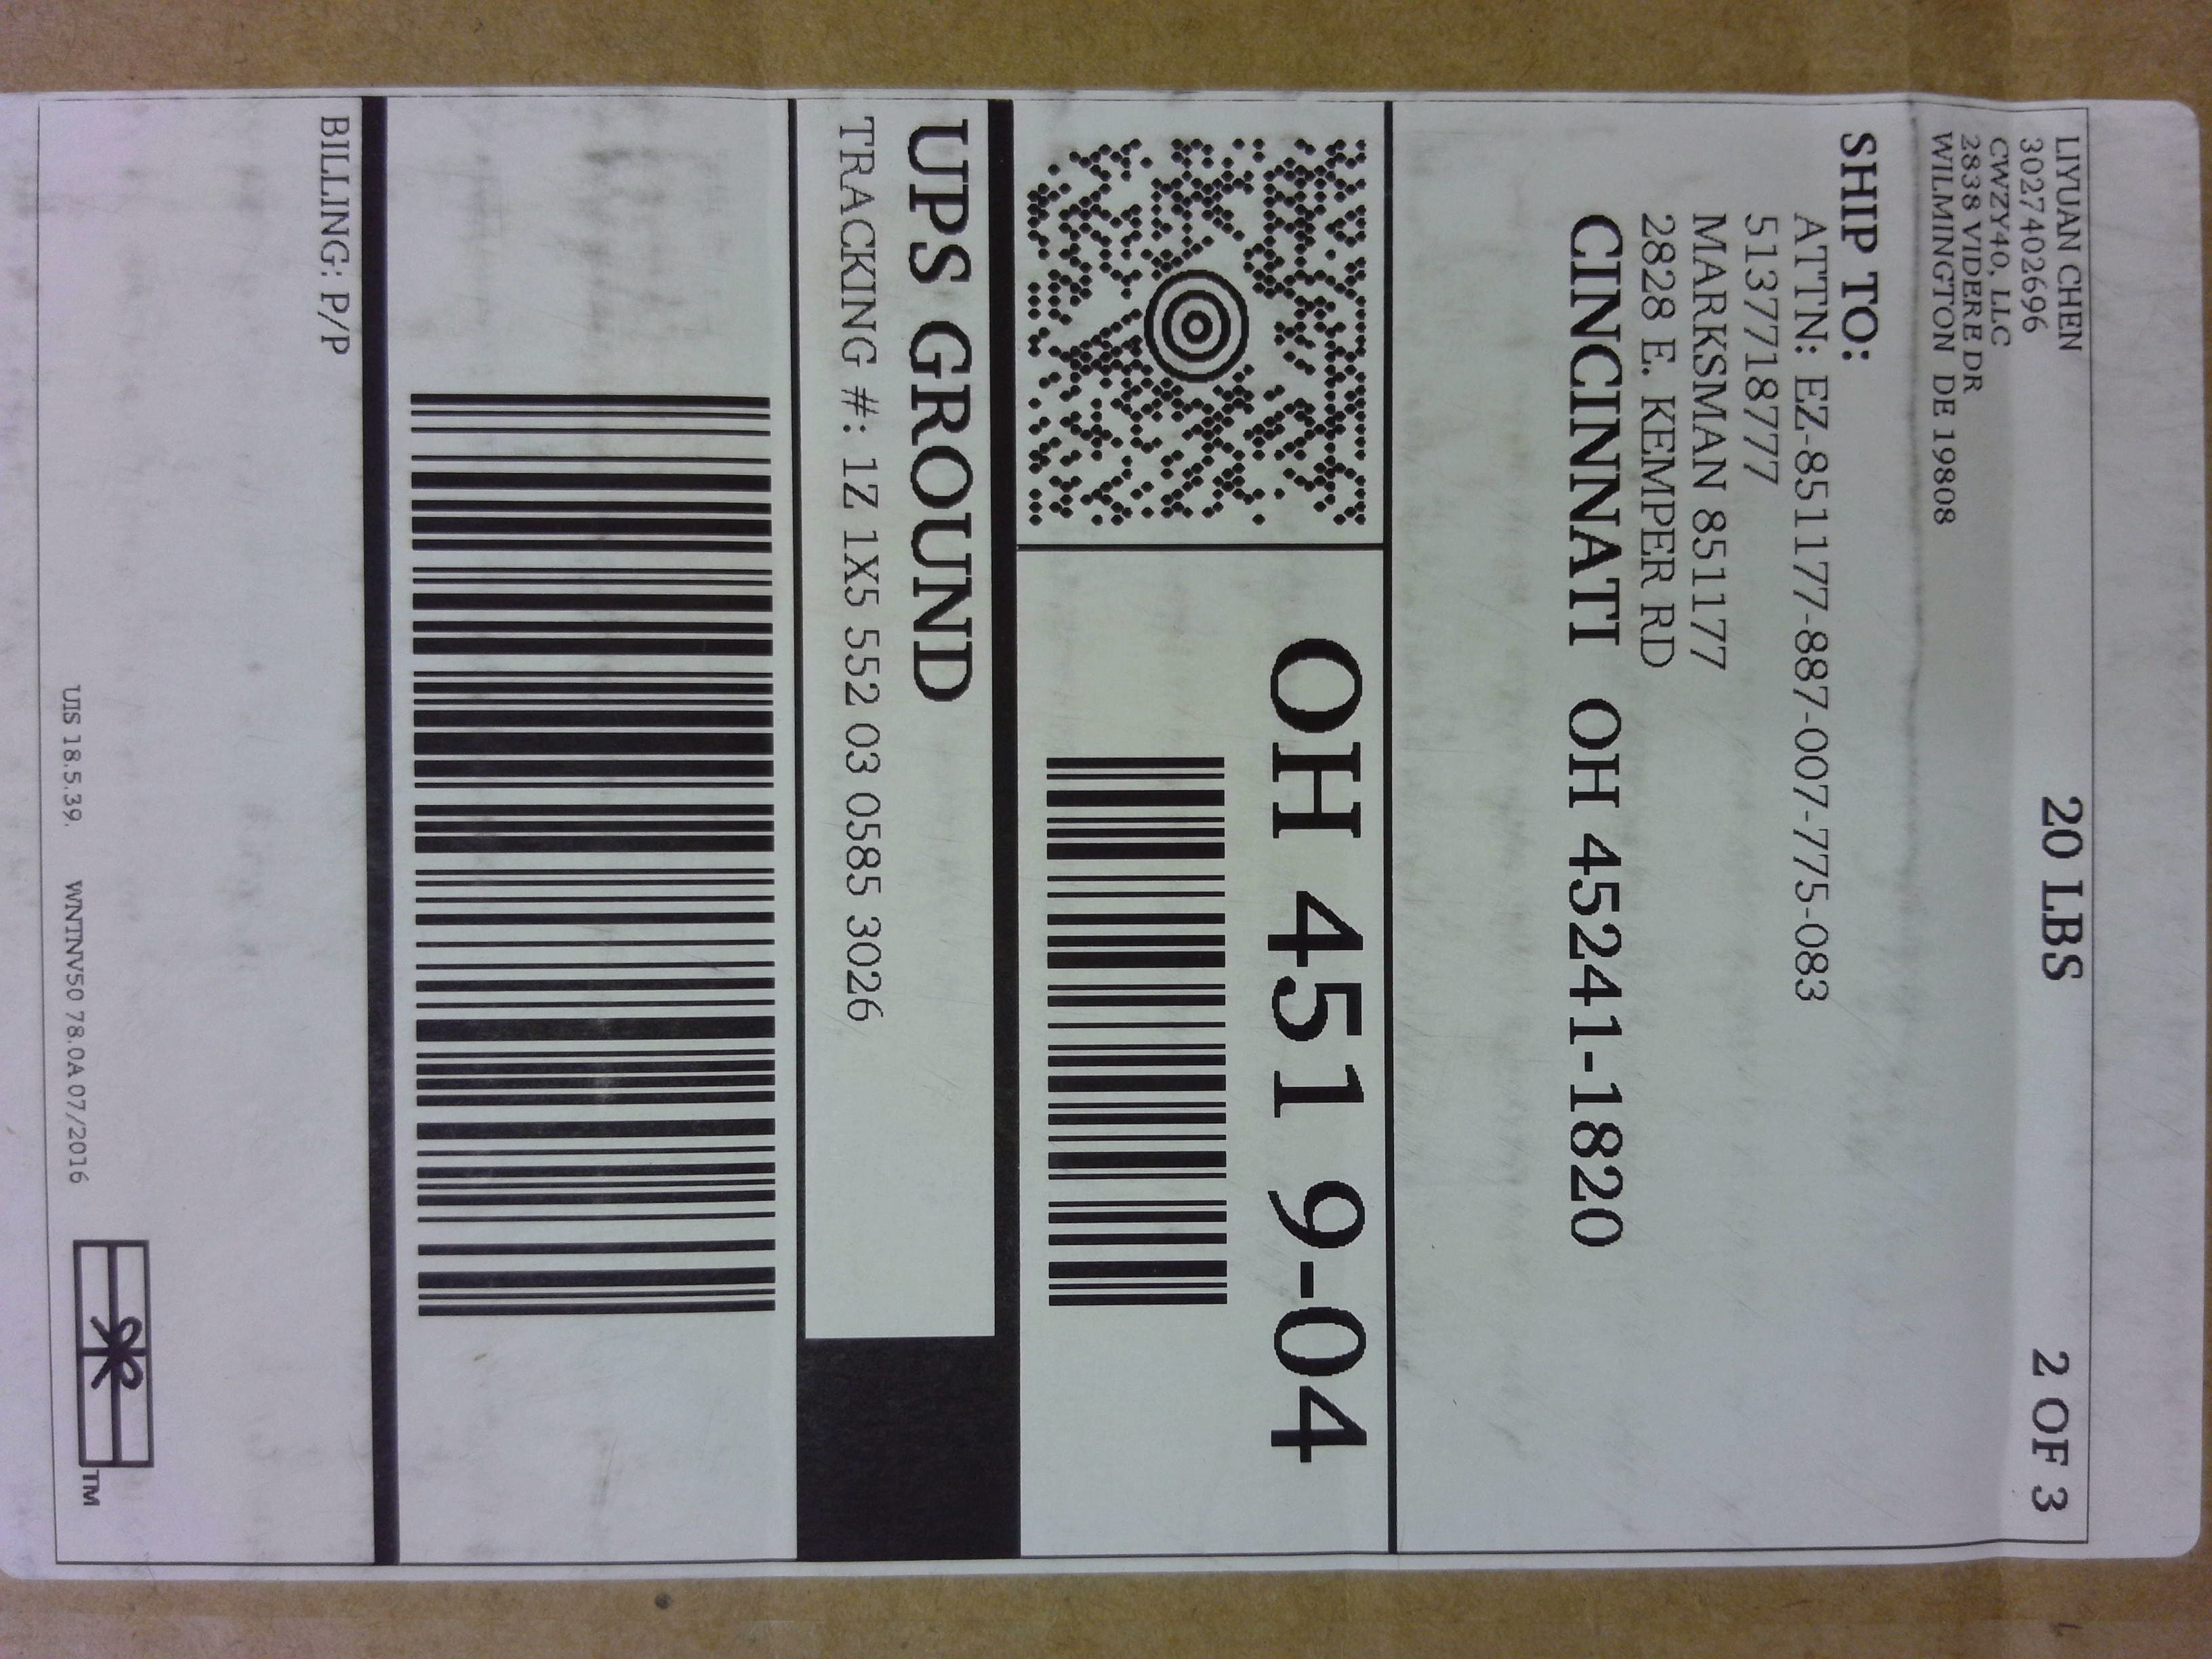 LIYUAN CHEN
3027402696
CWZY40, LLC
2838 VIDERE DR
WILMINGTON DE 19808
20 LBS
2 OF 3
SHIP TO:
ATTN: EZ-851177-887-007-775-083
5137718777
MARKSMAN 851177
2828 E. KEMPER RD
CINCINNATI OH 45241-1820
OH 451 9-04
UPS GROUND
TRACKING #: 1Z 1X5 552 03 0585 3026
BILLING: P/P
UIS 18.5.39. WNTNV50 78.0A 07/2016
TM